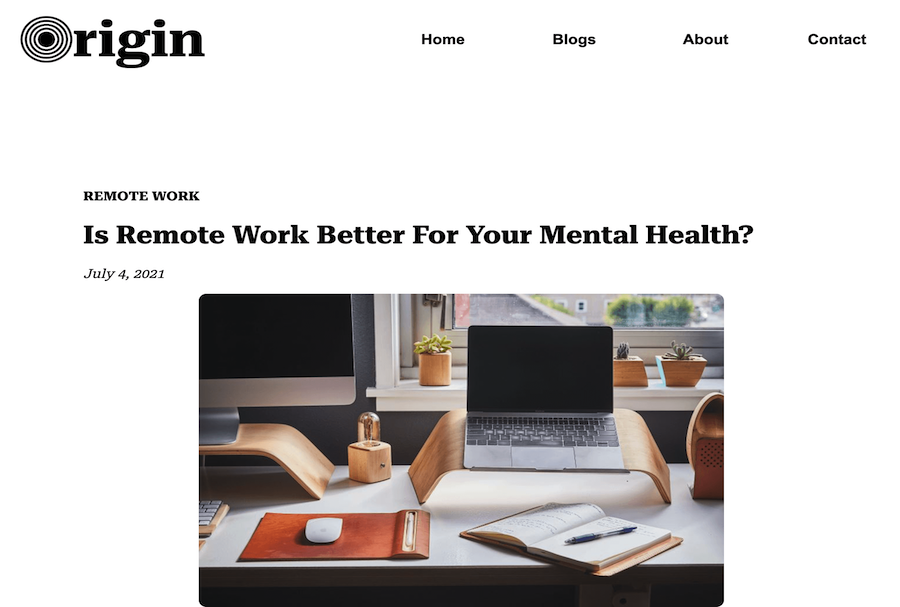 Origin
Home Blogs About Contact
REMOTE WORK
Is Remote Work Better For Your Mental Health?
July 4, 2021